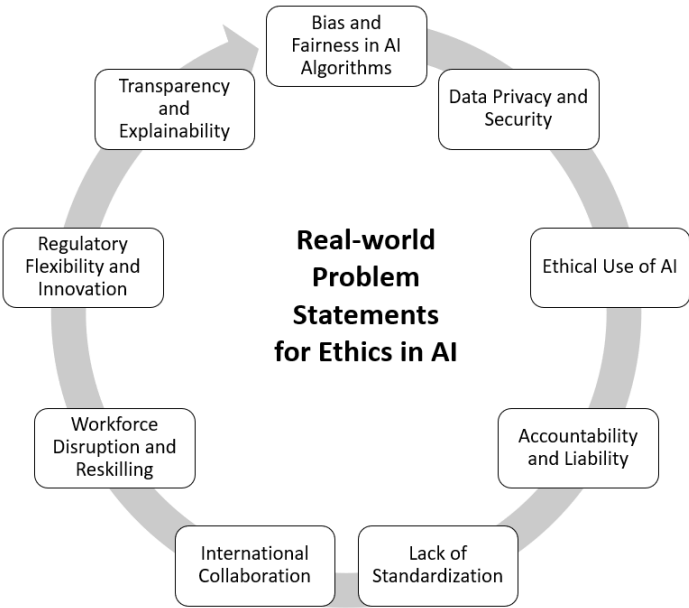 Bias and
Fairness in AI
Algorithms
Data Privacy and
Security
Ethical Use of AI
Accountability
and Liability
Lack of
Standardization
International
Collaboration
Workforce
Disruption and
Reskilling
Regulatory
Flexibility and
Innovation
Transparency
and
Explainability
Real-world
Problem
Statements
for Ethics in AI